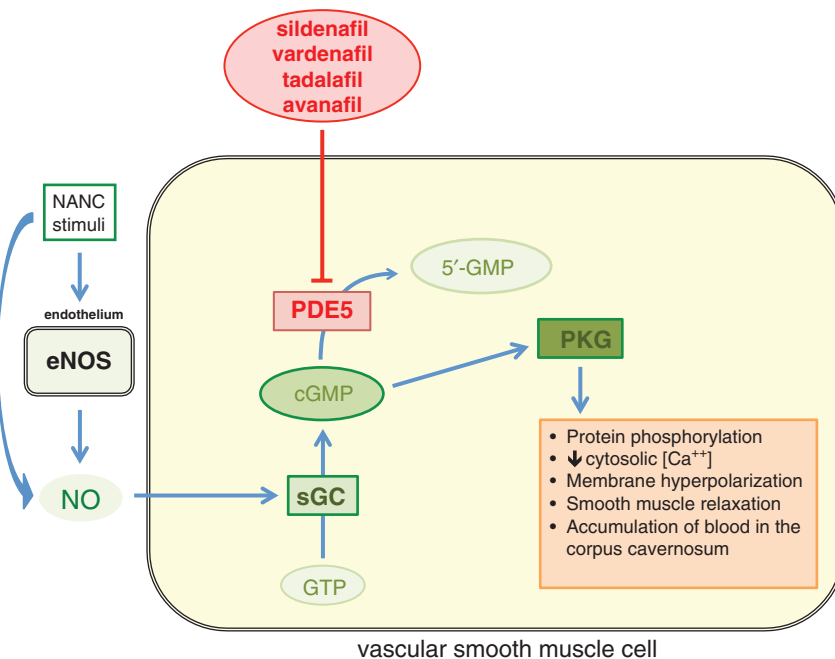 sildenafil
vardenafil
tadalafil
avanafil
NANC
stimuli
endothelium
eNOS
NO
5′-GMP
PDE5
PKG
cGMP
sGC
GTP
• Protein phosphorylation
• ↓ cytosolic [Ca⁺⁺]
• Membrane hyperpolarization
• Smooth muscle relaxation
• Accumulation of blood in the
corpus cavernosum
vascular smooth muscle cell